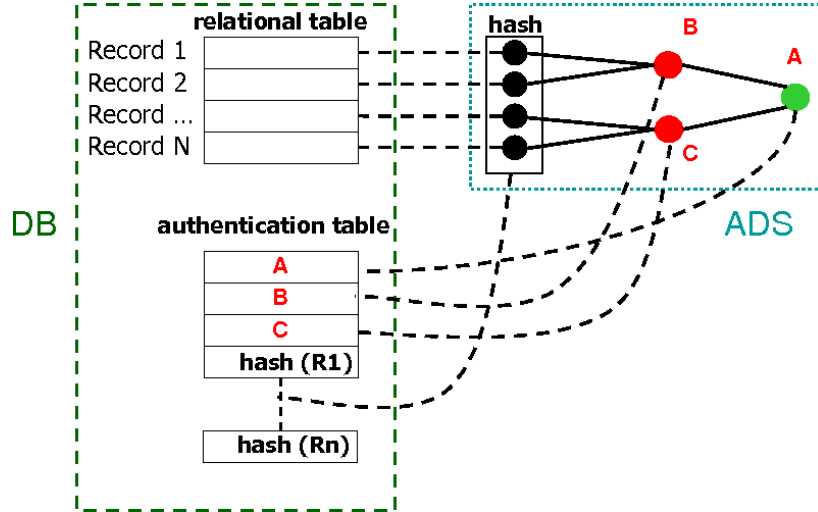 relational table
hash
B
A
Record 1
Record 2
Record ...
Record N
C
DB
ADS
authentication table
A
B
C
hash (R1)
hash (Rn)